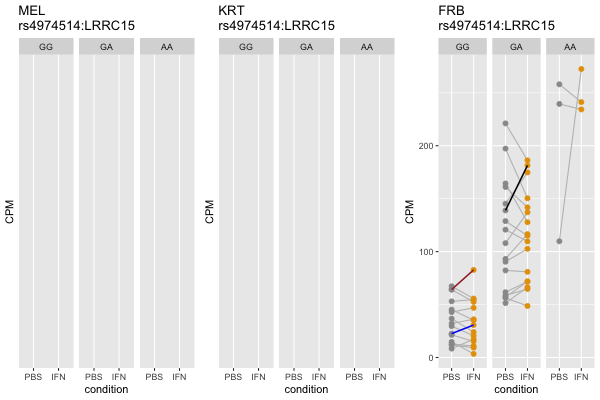 MEL
rs4974514:LRRC15
GG GA AA
CPM
PBS IFN PBS IFN PBS IFN
condition
KRT
rs4974514:LRRC15
GG GA AA
CPM
PBS IFN PBS IFN PBS IFN
condition
FRB
rs4974514:LRRC15
GG GA AA
CPM
200
100
0
PBS IFN PBS IFN PBS IFN
condition